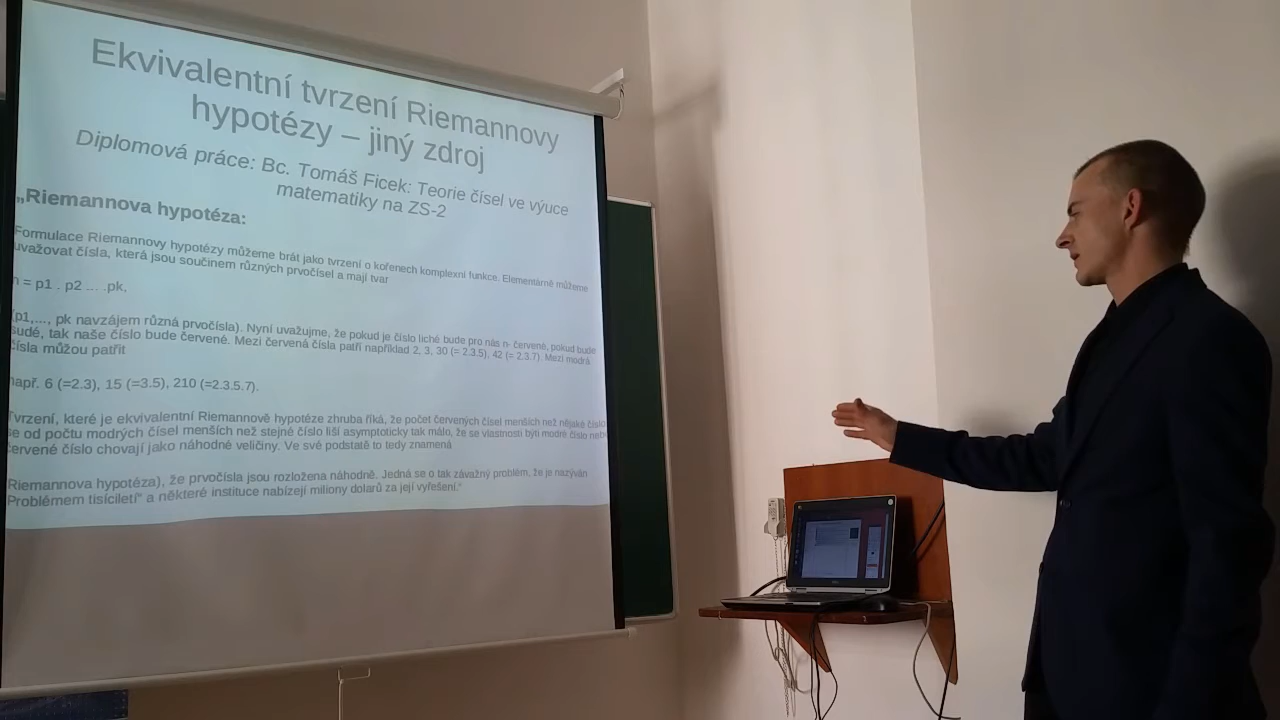 Ekvivalentní tvrzení Riemannovy
hypotézy – jiný zdroj
Diplomová práce: Bc. Tomáš Ficek: Teorie čísel ve výuce
matematiky na ZS-2
„Riemannova hypotéza:
Formulace Riemannovy hypotézy můžeme brát jako tvrzení o kořenech komplexní funkce. Elementárně můžeme
uvažovat čísla, která jsou součinem různých prvočísel a mají tvar
n = p1 . p2 ... .pk,
(p1,..., pk navzájem různá prvočísla). Nyní uvažujme, že pokud je číslo liché bude pro nás n- červené, pokud bude
sudé, tak naše číslo bude červené. Mezi červená čísla patří například 2, 3, 30 (= 2.3.5), 42 (= 2.3.7). Mezi modrá
čísla můžou patřit
např. 6 (=2.3), 15 (=3.5), 210 (=2.3.5.7).
Tvrzení, které je ekvivalentní Riemannově hypotéze zhruba říká, že počet červených čísel menších než nějaké číslo
se od počtu modrých čísel menších než stejné číslo liší asymptoticky tak málo, že se vlastnosti býti modré číslo nebo
červené číslo chovají jako náhodné veličiny. Ve své podstatě to tedy znamená
Riemannova hypotéza), že prvočísla jsou rozložena náhodně. Jedná se o tak závažný problém, že je nazýván
Problémem tisíciletí“ a některé instituce nabízejí miliony dolarů za její vyřešení.“